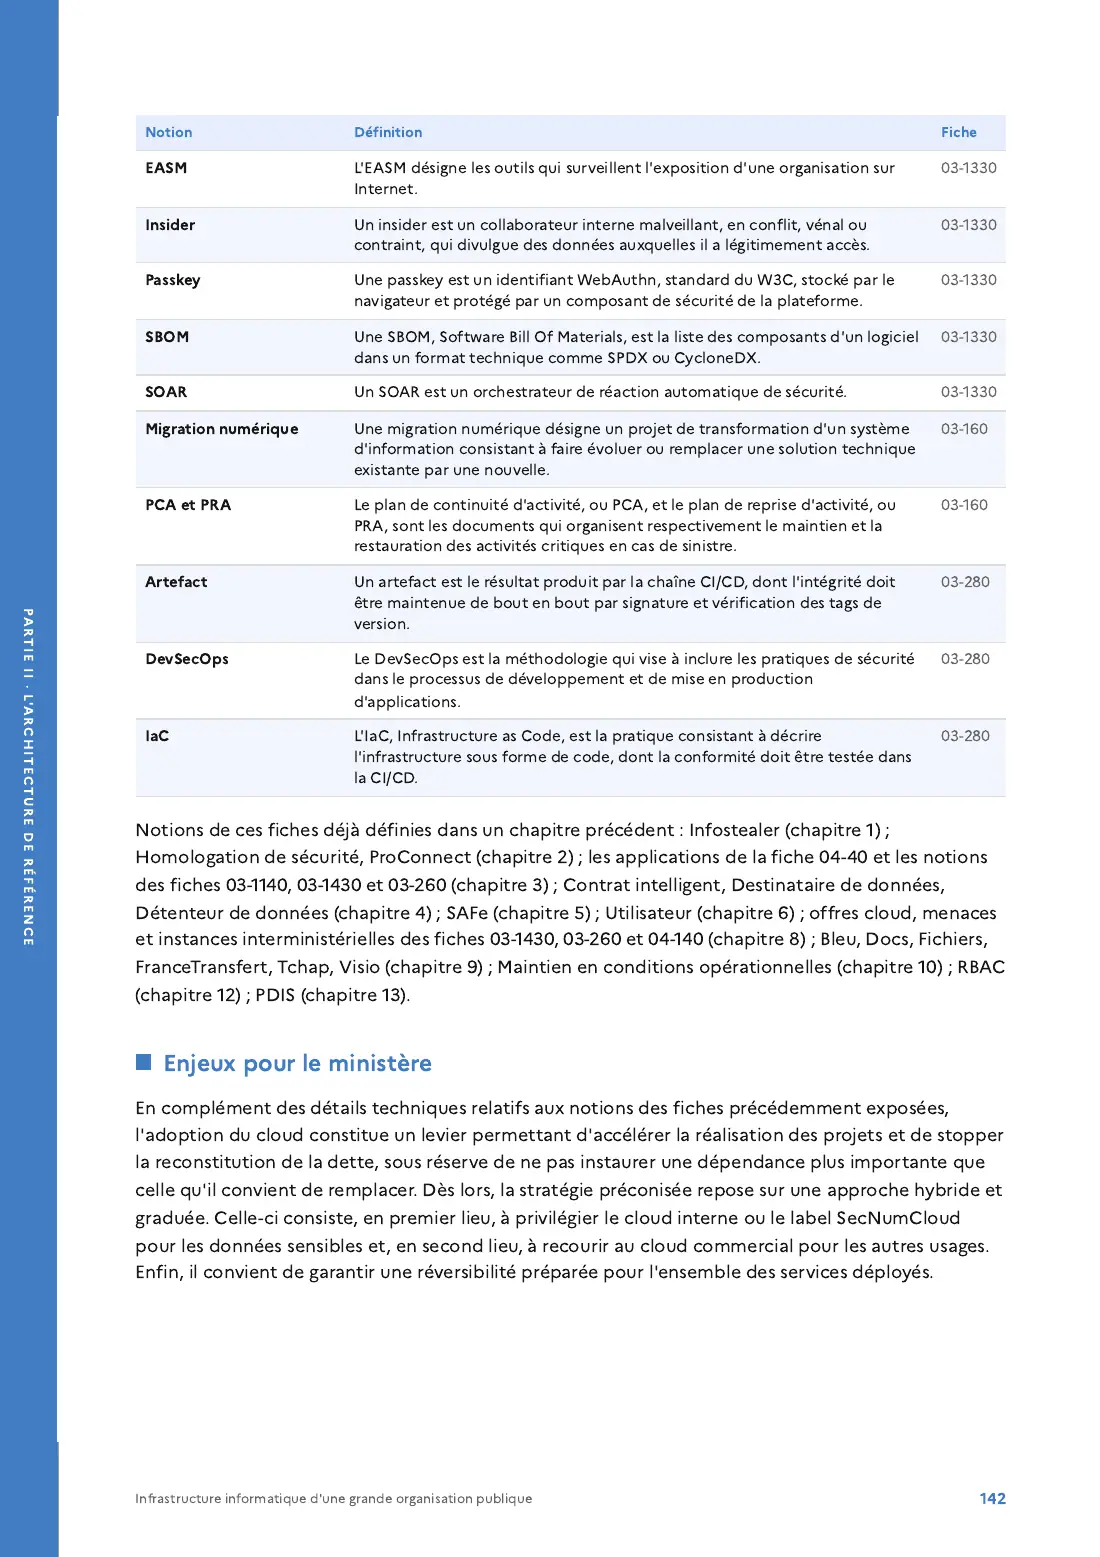 Notion Définition Fiche
EASM L'EASM désigne les outils qui surveillent l'exposition d'une organisation sur 03-1330
Internet.
Insider Un insider est un collaborateur interne malveillant, en conflit, vénal ou 03-1330
contraint, qui divulgue des données auxquelles il a légitimement accès.
Passkey Une passkey est un identifiant WebAuthn, standard du W3C, stocké par le 03-1330
navigateur et protégé par un composant de sécurité de la plateforme.
SBOM Une SBOM, Software Bill Of Materials, est la liste des composants d'un logiciel 03-1330
dans un format technique comme SPDX ou CycloneDX.
SOAR Un SOAR est un orchestrateur de réaction automatique de sécurité. 03-1330
Migration numérique Une migration numérique désigne un projet de transformation d'un système 03-160
d'information consistant à faire évoluer ou remplacer une solution technique
existante par une nouvelle.
PCA et PRA Le plan de continuité d'activité, ou PCA, et le plan de reprise d'activité, ou 03-160
PRA, sont les documents qui organisent respectivement le maintien et la
restauration des activités critiques en cas de sinistre.
Artefact Un artefact est le résultat produit par la chaîne CI/CD, dont l'intégrité doit 03-280
être maintenue de bout en bout par signature et vérification des tags de
version.
DevSecOps Le DevSecOps est la méthodologie qui vise à inclure les pratiques de sécurité 03-280
dans le processus de développement et de mise en production
d'applications.
IaC L'IaC, Infrastructure as Code, est la pratique consistant à décrire 03-280
l'infrastructure sous forme de code, dont la conformité doit être testée dans
la CI/CD.
Notions de ces fiches déjà définies dans un chapitre précédent : Infostealer (chapitre 1) ;
Homologation de sécurité, ProConnect (chapitre 2) ; les applications de la fiche 04-40 et les notions
des fiches 03-1140, 03-1430 et 03-260 (chapitre 3) ; Contrat intelligent, Destinataire de données,
Détenteur de données (chapitre 4) ; SAFe (chapitre 5) ; Utilisateur (chapitre 6) ; offres cloud, menaces
et instances interministérielles des fiches 03-1430, 03-260 et 04-140 (chapitre 8) ; Bleu, Docs, Fichiers,
FranceTransfert, Tchap, Visio (chapitre 9) ; Maintien en conditions opérationnelles (chapitre 10) ; RBAC
(chapitre 12) ; PDIS (chapitre 13).
Enjeux pour le ministère
En complément des détails techniques relatifs aux notions des fiches précédemment exposées,
l'adoption du cloud constitue un levier permettant d'accélérer la réalisation des projets et de stopper
la reconstitution de la dette, sous réserve de ne pas instaurer une dépendance plus importante que
celle qu'il convient de remplacer. Dès lors, la stratégie préconisée repose sur une approche hybride et
graduée. Celle-ci consiste, en premier lieu, à privilégier le cloud interne ou le label SecNumCloud
pour les données sensibles et, en second lieu, à recourir au cloud commercial pour les autres usages.
Enfin, il convient de garantir une réversibilité préparée pour l'ensemble des services déployés.
PARTIE II · L'ARCHITECTURE DE RÉFÉRENCE
Infrastructure informatique d'une grande organisation publique 142